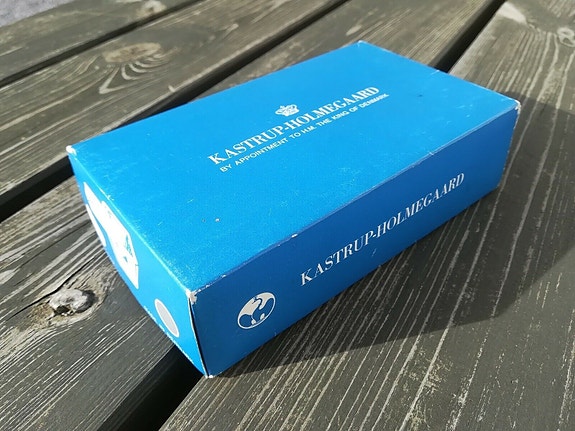 KASTRUP-HOLMEGAARD
BY APPOINTMENT TO H.M. THE KING OF DENMARK
KASTRUP-HOLMEGAARD